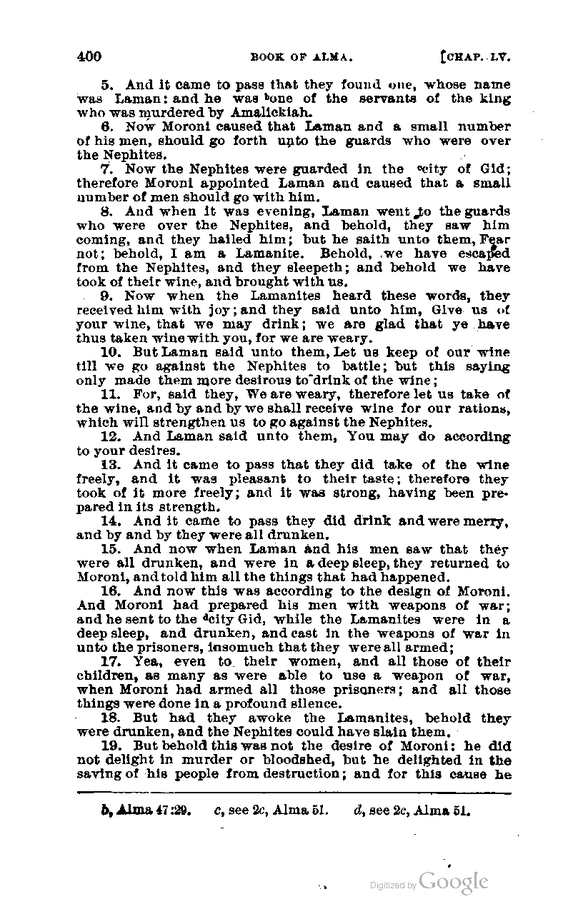 400 BOOK OF ALMA. [CHAP. LV.
5. And it came to pass that they found one, whose name
was Laman: and he was bone of the servants of the king
who was murdered by Amalickiah.
6. Now Moroni caused that Laman and a small number
of his men, should go forth unto the guards who were over
the Nephites.
7. Now the Nephites were guarded in the ccity of Gid;
therefore Moroni appointed Laman and caused that a small
number of men should go with him.
8. And when it was evening, Laman went to the guards
who were over the Nephites, and behold, they saw him
coming, and they hailed him; but he saith unto them, Fear
not; behold, I am a Lamanite. Behold, we have escaped
from the Nephites, and they sleepeth; and behold we have
took of their wine, and brought with us.
9. Now when the Lamanites heard these words, they
received him with joy; and they said unto him, Give us of
your wine, that we may drink; we are glad that ye have
thus taken wine with you, for we are weary.
10. But Laman said unto them, Let us keep of our wine
till we go against the Nephites to battle; but this saying
only made them more desirous to drink of the wine;
11. For, said they, We are weary, therefore let us take of
the wine, and by and by we shall receive wine for our rations,
which will strengthen us to go against the Nephites.
12. And Laman said unto them, You may do according
to your desires.
13. And it came to pass that they did take of the wine
freely, and it was pleasant to their taste; therefore they
took of it more freely; and it was strong, having been pre-
pared in its strength.
14. And it came to pass they did drink and were merry,
and by and by they were all drunken.
15. And now when Laman and his men saw that they
were all drunken, and were in a deep sleep, they returned to
Moroni, and told him all the things that had happened.
16. And now this was according to the design of Moroni.
And Moroni had prepared his men with weapons of war;
and he sent to the dcity Gid, while the Lamanites were in a
deep sleep, and drunken, and cast in the weapons of war in
unto the prisoners, insomuch that they were all armed;
17. Yea, even to their women, and all those of their
children, as many as were able to use a weapon of war,
when Moroni had armed all those prisoners; and all those
things were done in a profound silence.
18. But had they awoke the Lamanites, behold they
were drunken, and the Nephites could have slain them.
19. But behold this was not the desire of Moroni: he did
not delight in murder or bloodshed, but he delighted in the
saving of his people from destruction; and for this cause he
b, Alma 47:29. c, see 2c, Alma 51. d, see 2c, Alma 51.
Digitized by Google